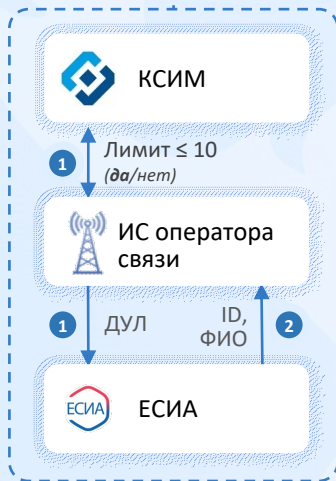 КСИМ
1
Лимит ≤ 10
(да/нет)
ИС оператора
связи
1
ДУЛ
ID,
ФИО
2
ЕСИА
ЕСИА